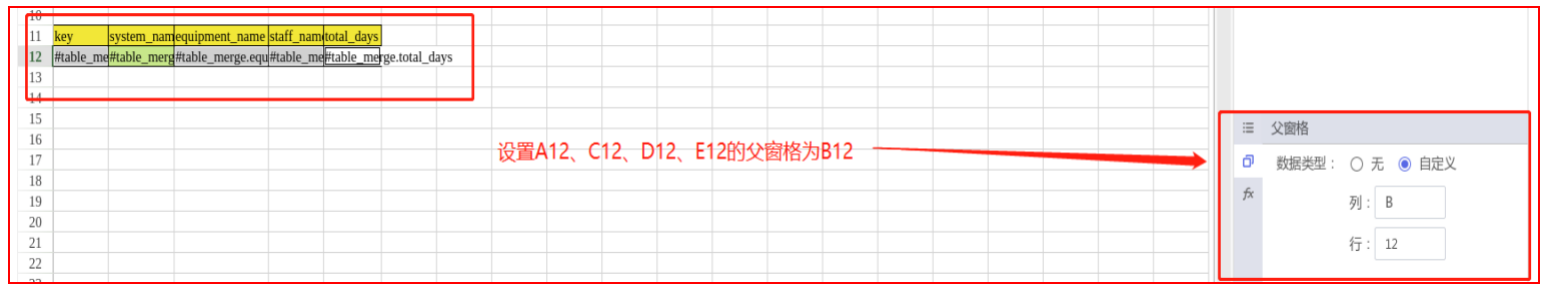 10
11 key system_nam equipment_name staff_nam total_days
12 #table_me #table_merg #table_merge.equ #table_me #table_merge.total_days
13
14
15
16
17
18
19
20
21
22
23
设置A12、C12、D12、E12的父窗格为B12
父窗格
数据类型： 无 自定义
fx
列： B
行： 12